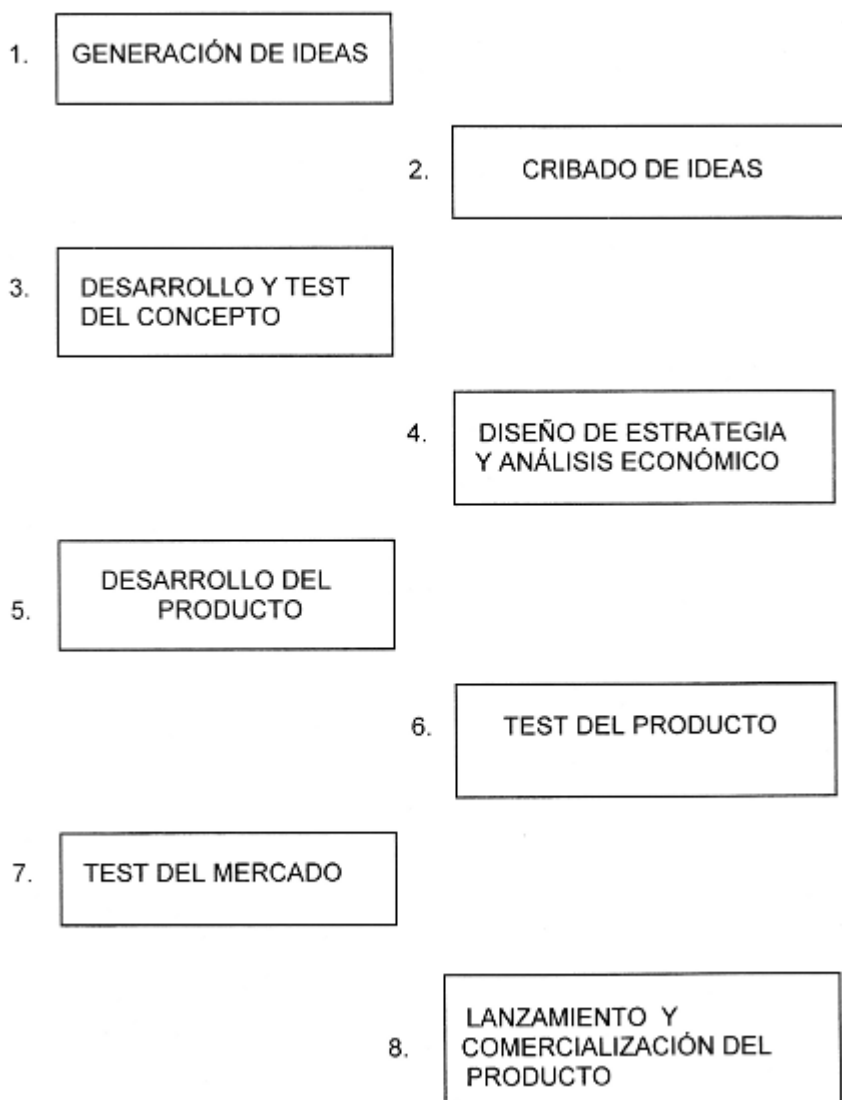 1. GENERACIÓN DE IDEAS
2. CRIBADO DE IDEAS
3. DESARROLLO Y TEST
DEL CONCEPTO
4. DISEÑO DE ESTRATEGIA
Y ANÁLISIS ECONÓMICO
DESARROLLO DEL
5. PRODUCTO
6. TEST DEL PRODUCTO
7. TEST DEL MERCADO
LANZAMIENTO Y
8. COMERCIALIZACIÓN DEL
PRODUCTO